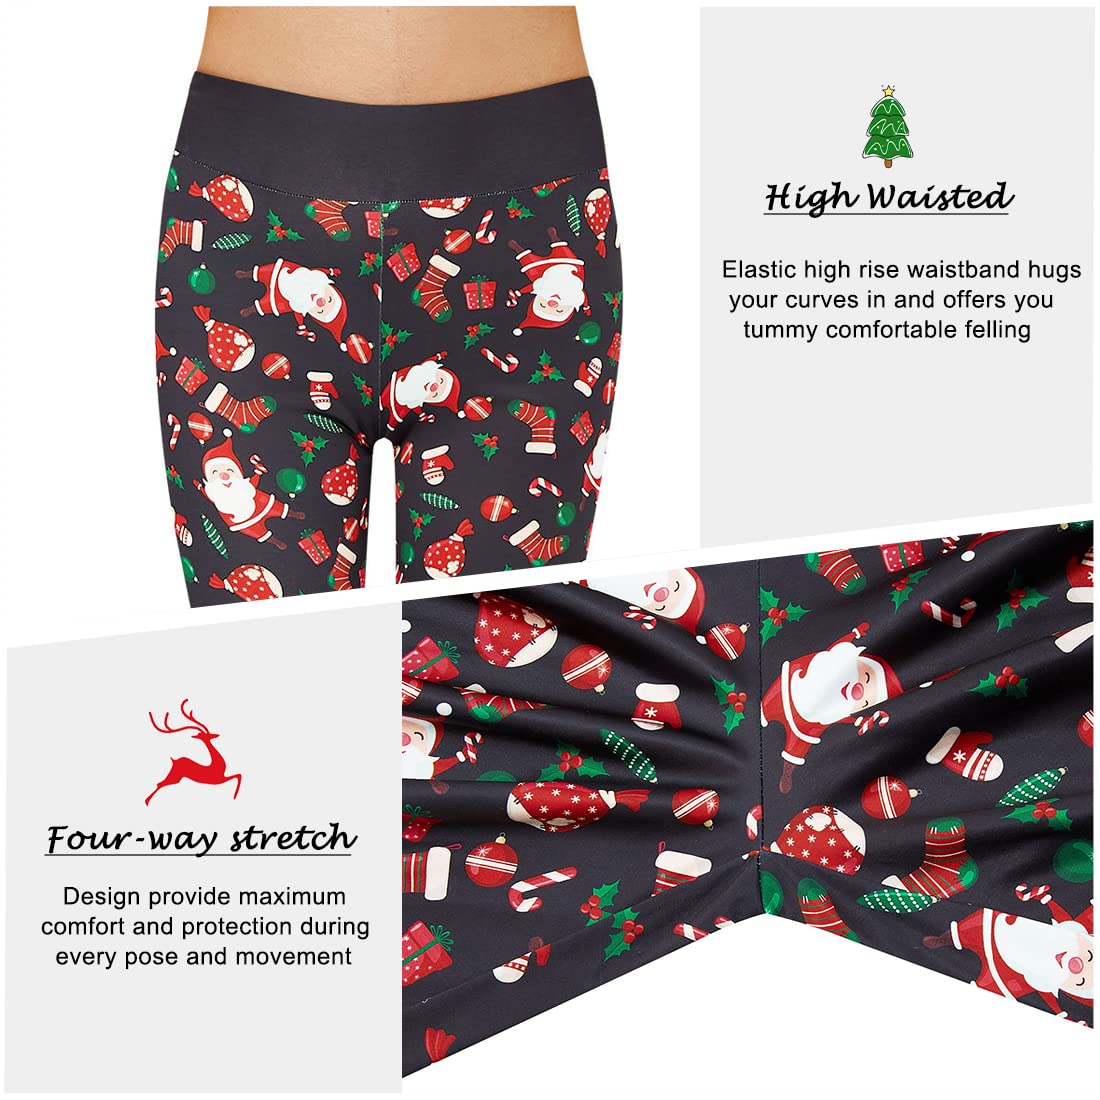 High Waisted
Elastic high rise waistband hugs
your curves in and offers you
tummy comfortable felling
Four-way stretch
Design provide maximum
comfort and protection during
every pose and movement